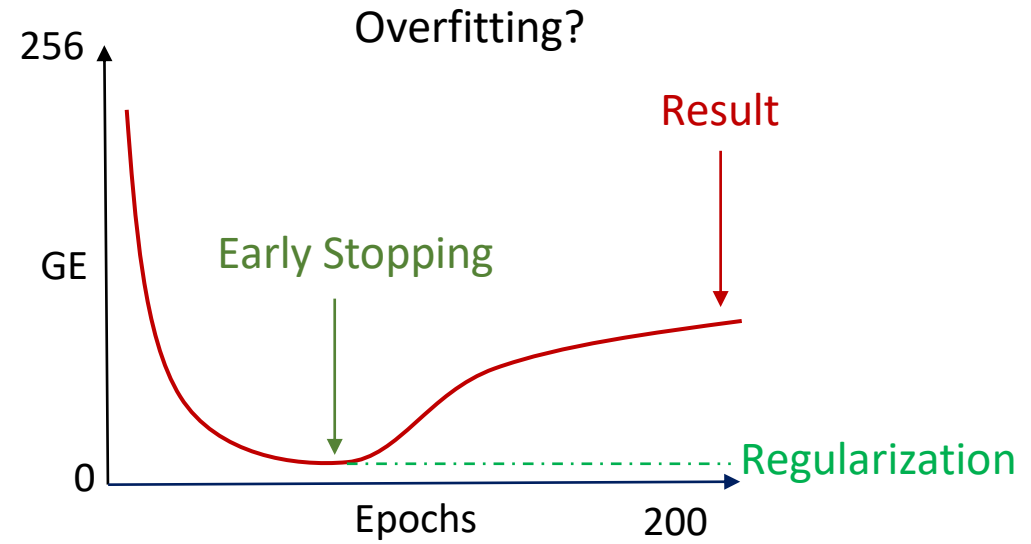 Overfitting?
256
Result
GE
Early Stopping
Regularization
0
Epochs
200